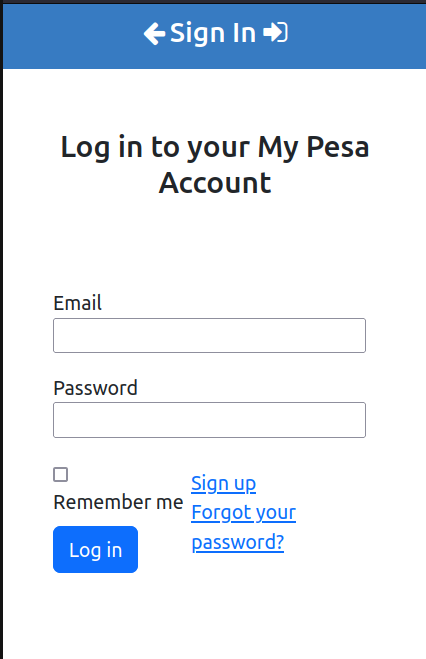 Sign In
Log in to your My Pesa
Account
Email
Password
Remember me
Log in
Sign up
Forgot your
password?